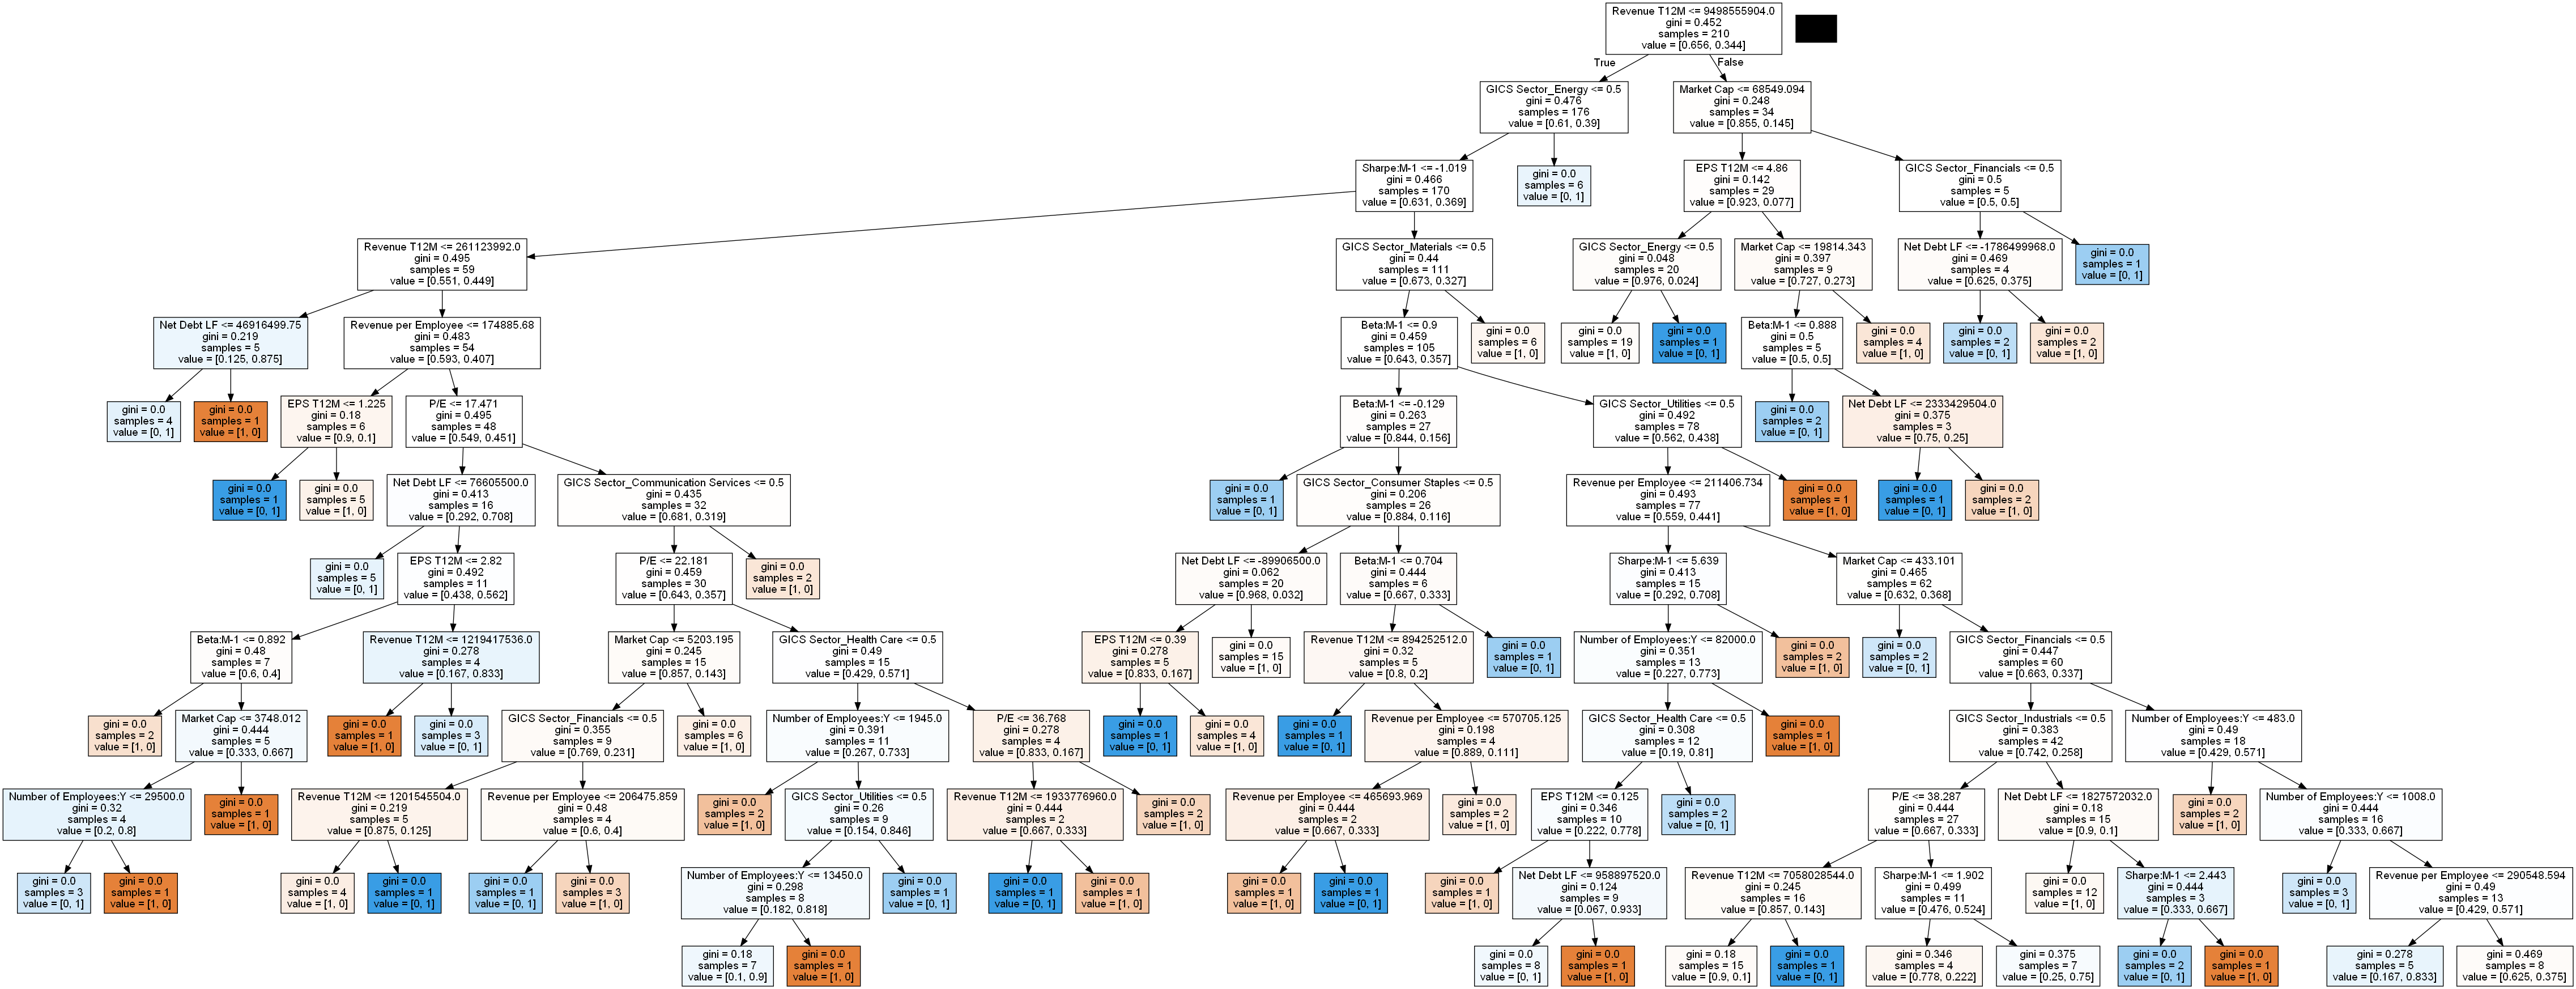 Revenue T12M <= 9498555904.0
gini = 0.452
samples = 210
value = [0.656, 0.344]
True
False
GICS Sector_Energy <= 0.5
gini = 0.476
samples = 176
value = [0.61, 0.39]
Market Cap <= 68549.094
gini = 0.248
samples = 34
value = [0.855, 0.145]
Sharpe:M-1 <= -1.019
gini = 0.466
samples = 170
value = [0.631, 0.369]
gini = 0.0
samples = 6
value = [0, 1]
EPS T12M <= 4.86
gini = 0.142
samples = 29
value = [0.923, 0.077]
GICS Sector_Financials <= 0.5
gini = 0.5
samples = 5
value = [0.5, 0.5]
Revenue T12M <= 261123992.0
gini = 0.495
samples = 59
value = [0.551, 0.449]
GICS Sector_Materials <= 0.5
gini = 0.44
samples = 111
value = [0.673, 0.327]
GICS Sector_Energy <= 0.5
gini = 0.048
samples = 20
value = [0.976, 0.024]
Market Cap <= 19814.343
gini = 0.397
samples = 9
value = [0.727, 0.273]
Net Debt LF <= -1786499968.0
gini = 0.469
samples = 4
value = [0.625, 0.375]
gini = 0.0
samples = 1
value = [0, 1]
Net Debt LF <= 46916499.75
gini = 0.219
samples = 5
value = [0.125, 0.875]
Revenue per Employee <= 174885.68
gini = 0.483
samples = 54
value = [0.593, 0.407]
Beta:M-1 <= 0.9
gini = 0.459
samples = 105
value = [0.643, 0.357]
gini = 0.0
samples = 6
value = [1, 0]
gini = 0.0
samples = 19
value = [1, 0]
gini = 0.0
samples = 1
value = [0, 1]
Beta:M-1 <= 0.888
gini = 0.5
samples = 5
value = [0.5, 0.5]
gini = 0.0
samples = 4
value = [1, 0]
gini = 0.0
samples = 2
value = [0, 1]
gini = 0.0
samples = 2
value = [1, 0]
gini = 0.0
samples = 4
value = [0, 1]
gini = 0.0
samples = 1
value = [1, 0]
EPS T12M <= 1.225
gini = 0.18
samples = 6
value = [0.9, 0.1]
P/E <= 17.471
gini = 0.495
samples = 48
value = [0.549, 0.451]
Beta:M-1 <= -0.129
gini = 0.263
samples = 27
value = [0.844, 0.156]
GICS Sector_Utilities <= 0.5
gini = 0.492
samples = 78
value = [0.562, 0.438]
gini = 0.0
samples = 2
value = [0, 1]
Net Debt LF <= 2333429504.0
gini = 0.375
samples = 3
value = [0.75, 0.25]
gini = 0.0
samples = 1
value = [0, 1]
gini = 0.0
samples = 5
value = [1, 0]
Net Debt LF <= 76605500.0
gini = 0.413
samples = 16
value = [0.292, 0.708]
GICS Sector_Communication Services <= 0.5
gini = 0.435
samples = 32
value = [0.681, 0.319]
gini = 0.0
samples = 1
value = [0, 1]
GICS Sector_Consumer Staples <= 0.5
gini = 0.206
samples = 26
value = [0.884, 0.116]
Revenue per Employee <= 211406.734
gini = 0.493
samples = 77
value = [0.559, 0.441]
gini = 0.0
samples = 1
value = [1, 0]
gini = 0.0
samples = 1
value = [0, 1]
gini = 0.0
samples = 2
value = [1, 0]
gini = 0.0
samples = 5
value = [0, 1]
EPS T12M <= 2.82
gini = 0.492
samples = 11
value = [0.438, 0.562]
P/E <= 22.181
gini = 0.459
samples = 30
value = [0.643, 0.357]
gini = 0.0
samples = 2
value = [1, 0]
Net Debt LF <= -89906500.0
gini = 0.062
samples = 20
value = [0.968, 0.032]
Beta:M-1 <= 0.704
gini = 0.444
samples = 6
value = [0.667, 0.333]
Sharpe:M-1 <= 5.639
gini = 0.413
samples = 15
value = [0.292, 0.708]
Market Cap <= 433.101
gini = 0.465
samples = 62
value = [0.632, 0.368]
Beta:M-1 <= 0.892
gini = 0.48
samples = 7
value = [0.6, 0.4]
Revenue T12M <= 1219417536.0
gini = 0.278
samples = 4
value = [0.167, 0.833]
Market Cap <= 5203.195
gini = 0.245
samples = 15
value = [0.857, 0.143]
GICS Sector_Health Care <= 0.5
gini = 0.49
samples = 15
value = [0.429, 0.571]
EPS T12M <= 0.39
gini = 0.278
samples = 5
value = [0.833, 0.167]
gini = 0.0
samples = 15
value = [1, 0]
Revenue T12M <= 894252512.0
gini = 0.32
samples = 5
value = [0.8, 0.2]
gini = 0.0
samples = 1
value = [0, 1]
Number of Employees:Y <= 82000.0
gini = 0.351
samples = 13
value = [0.227, 0.773]
gini = 0.0
samples = 2
value = [1, 0]
gini = 0.0
samples = 2
value = [0, 1]
GICS Sector_Financials <= 0.5
gini = 0.447
samples = 60
value = [0.663, 0.337]
gini = 0.0
samples = 2
value = [1, 0]
Market Cap <= 3748.012
gini = 0.444
samples = 5
value = [0.333, 0.667]
gini = 0.0
samples = 1
value = [1, 0]
gini = 0.0
samples = 3
value = [0, 1]
GICS Sector_Financials <= 0.5
gini = 0.355
samples = 9
value = [0.769, 0.231]
gini = 0.0
samples = 6
value = [1, 0]
Number of Employees:Y <= 1945.0
gini = 0.391
samples = 11
value = [0.267, 0.733]
P/E <= 36.768
gini = 0.278
samples = 4
value = [0.833, 0.167]
gini = 0.0
samples = 1
value = [0, 1]
gini = 0.0
samples = 4
value = [1, 0]
gini = 0.0
samples = 1
value = [0, 1]
Revenue per Employee <= 570705.125
gini = 0.198
samples = 4
value = [0.889, 0.111]
GICS Sector_Health Care <= 0.5
gini = 0.308
samples = 12
value = [0.19, 0.81]
gini = 0.0
samples = 1
value = [1, 0]
GICS Sector_Industrials <= 0.5
gini = 0.383
samples = 42
value = [0.742, 0.258]
Number of Employees:Y <= 483.0
gini = 0.49
samples = 18
value = [0.429, 0.571]
Number of Employees:Y <= 29500.0
gini = 0.32
samples = 4
value = [0.2, 0.8]
gini = 0.0
samples = 1
value = [1, 0]
Revenue T12M <= 1201545504.0
gini = 0.219
samples = 5
value = [0.875, 0.125]
Revenue per Employee <= 206475.859
gini = 0.48
samples = 4
value = [0.6, 0.4]
gini = 0.0
samples = 2
value = [1, 0]
GICS Sector_Utilities <= 0.5
gini = 0.26
samples = 9
value = [0.154, 0.846]
Revenue T12M <= 1933776960.0
gini = 0.444
samples = 2
value = [0.667, 0.333]
gini = 0.0
samples = 2
value = [1, 0]
Revenue per Employee <= 465693.969
gini = 0.444
samples = 2
value = [0.667, 0.333]
gini = 0.0
samples = 2
value = [1, 0]
EPS T12M <= 0.125
gini = 0.346
samples = 10
value = [0.222, 0.778]
gini = 0.0
samples = 2
value = [0, 1]
P/E <= 38.287
gini = 0.444
samples = 27
value = [0.667, 0.333]
Net Debt LF <= 1827572032.0
gini = 0.18
samples = 15
value = [0.9, 0.1]
gini = 0.0
samples = 2
value = [1, 0]
Number of Employees:Y <= 1008.0
gini = 0.444
samples = 16
value = [0.333, 0.667]
gini = 0.0
samples = 3
value = [0, 1]
gini = 0.0
samples = 1
value = [1, 0]
gini = 0.0
samples = 4
value = [1, 0]
gini = 0.0
samples = 1
value = [0, 1]
gini = 0.0
samples = 1
value = [0, 1]
gini = 0.0
samples = 3
value = [1, 0]
Number of Employees:Y <= 13450.0
gini = 0.298
samples = 8
value = [0.182, 0.818]
gini = 0.0
samples = 1
value = [0, 1]
gini = 0.0
samples = 1
value = [0, 1]
gini = 0.0
samples = 1
value = [1, 0]
gini = 0.0
samples = 1
value = [1, 0]
gini = 0.0
samples = 1
value = [0, 1]
gini = 0.0
samples = 1
value = [1, 0]
Net Debt LF <= 958897520.0
gini = 0.124
samples = 9
value = [0.067, 0.933]
Revenue T12M <= 7058028544.0
gini = 0.245
samples = 16
value = [0.857, 0.143]
Sharpe:M-1 <= 1.902
gini = 0.499
samples = 11
value = [0.476, 0.524]
gini = 0.0
samples = 12
value = [1, 0]
Sharpe:M-1 <= 2.443
gini = 0.444
samples = 3
value = [0.333, 0.667]
gini = 0.0
samples = 3
value = [0, 1]
Revenue per Employee <= 290548.594
gini = 0.49
samples = 13
value = [0.429, 0.571]
gini = 0.18
samples = 7
value = [0.1, 0.9]
gini = 0.0
samples = 1
value = [1, 0]
gini = 0.0
samples = 8
value = [0, 1]
gini = 0.0
samples = 1
value = [1, 0]
gini = 0.18
samples = 15
value = [0.9, 0.1]
gini = 0.0
samples = 1
value = [0, 1]
gini = 0.346
samples = 4
value = [0.778, 0.222]
gini = 0.375
samples = 7
value = [0.25, 0.75]
gini = 0.0
samples = 2
value = [0, 1]
gini = 0.0
samples = 1
value = [1, 0]
gini = 0.278
samples = 5
value = [0.167, 0.833]
gini = 0.469
samples = 8
value = [0.625, 0.375]